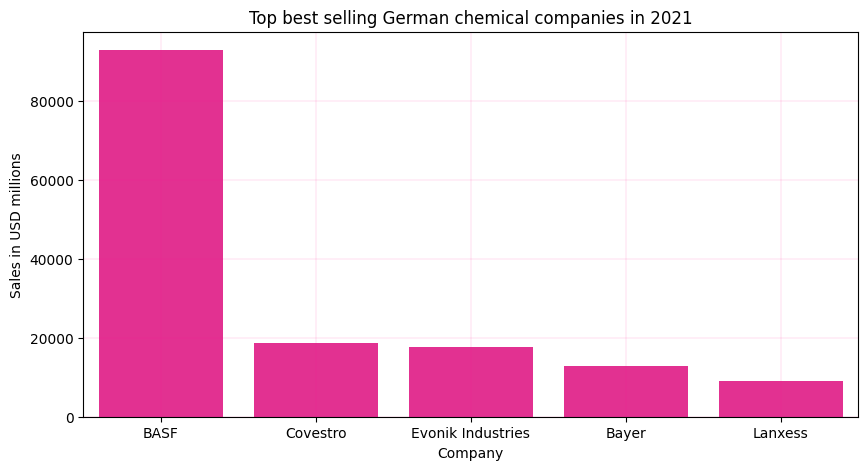 Top best selling German chemical companies in 2021
Sales in USD millions
80000
60000
40000
20000
0
BASF
Covestro
Evonik Industries
Bayer
Lanxess
Company